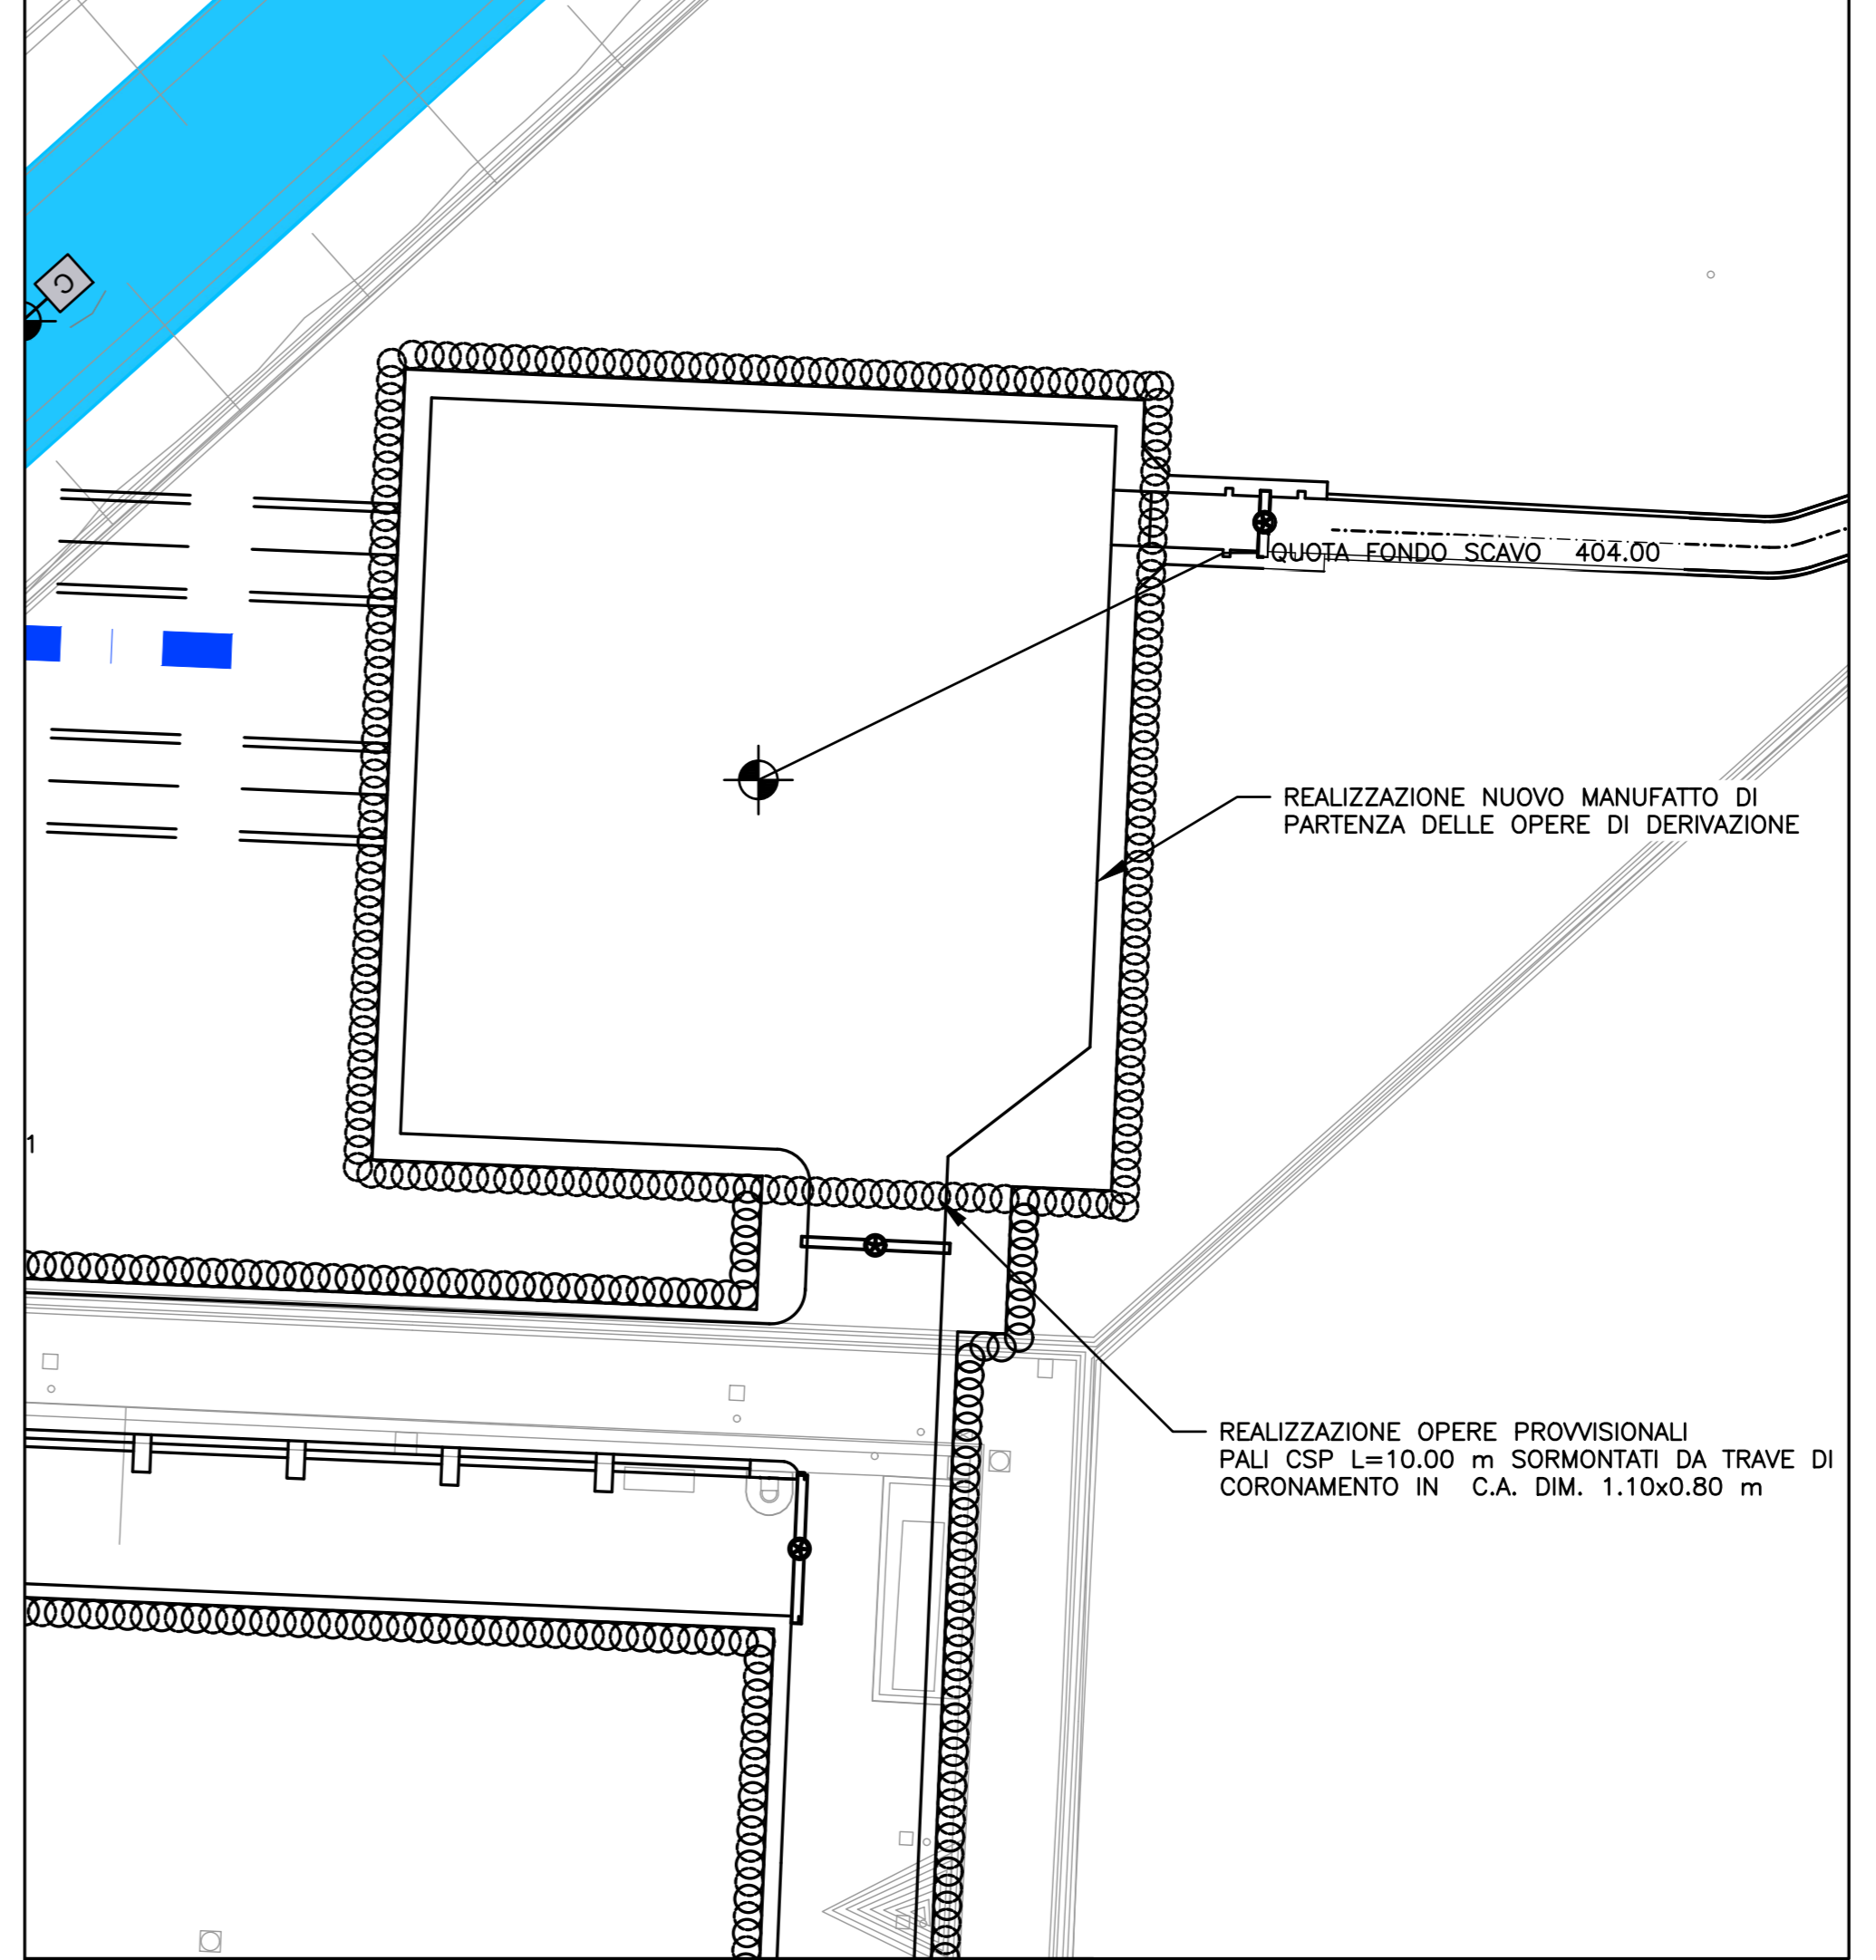 C
QUOTA FONDO SCAVO 404.00
REALIZZAZIONE NUOVO MANUFATTO DI
PARTENZA DELLE OPERE DI DERIVAZIONE
1
REALIZZAZIONE OPERE PROVVISIONALI
PALI CSP L=10.00 m SORMONTATI DA TRAVE DI
CORONAMENTO IN C.A. DIM. 1.10x0.80 m